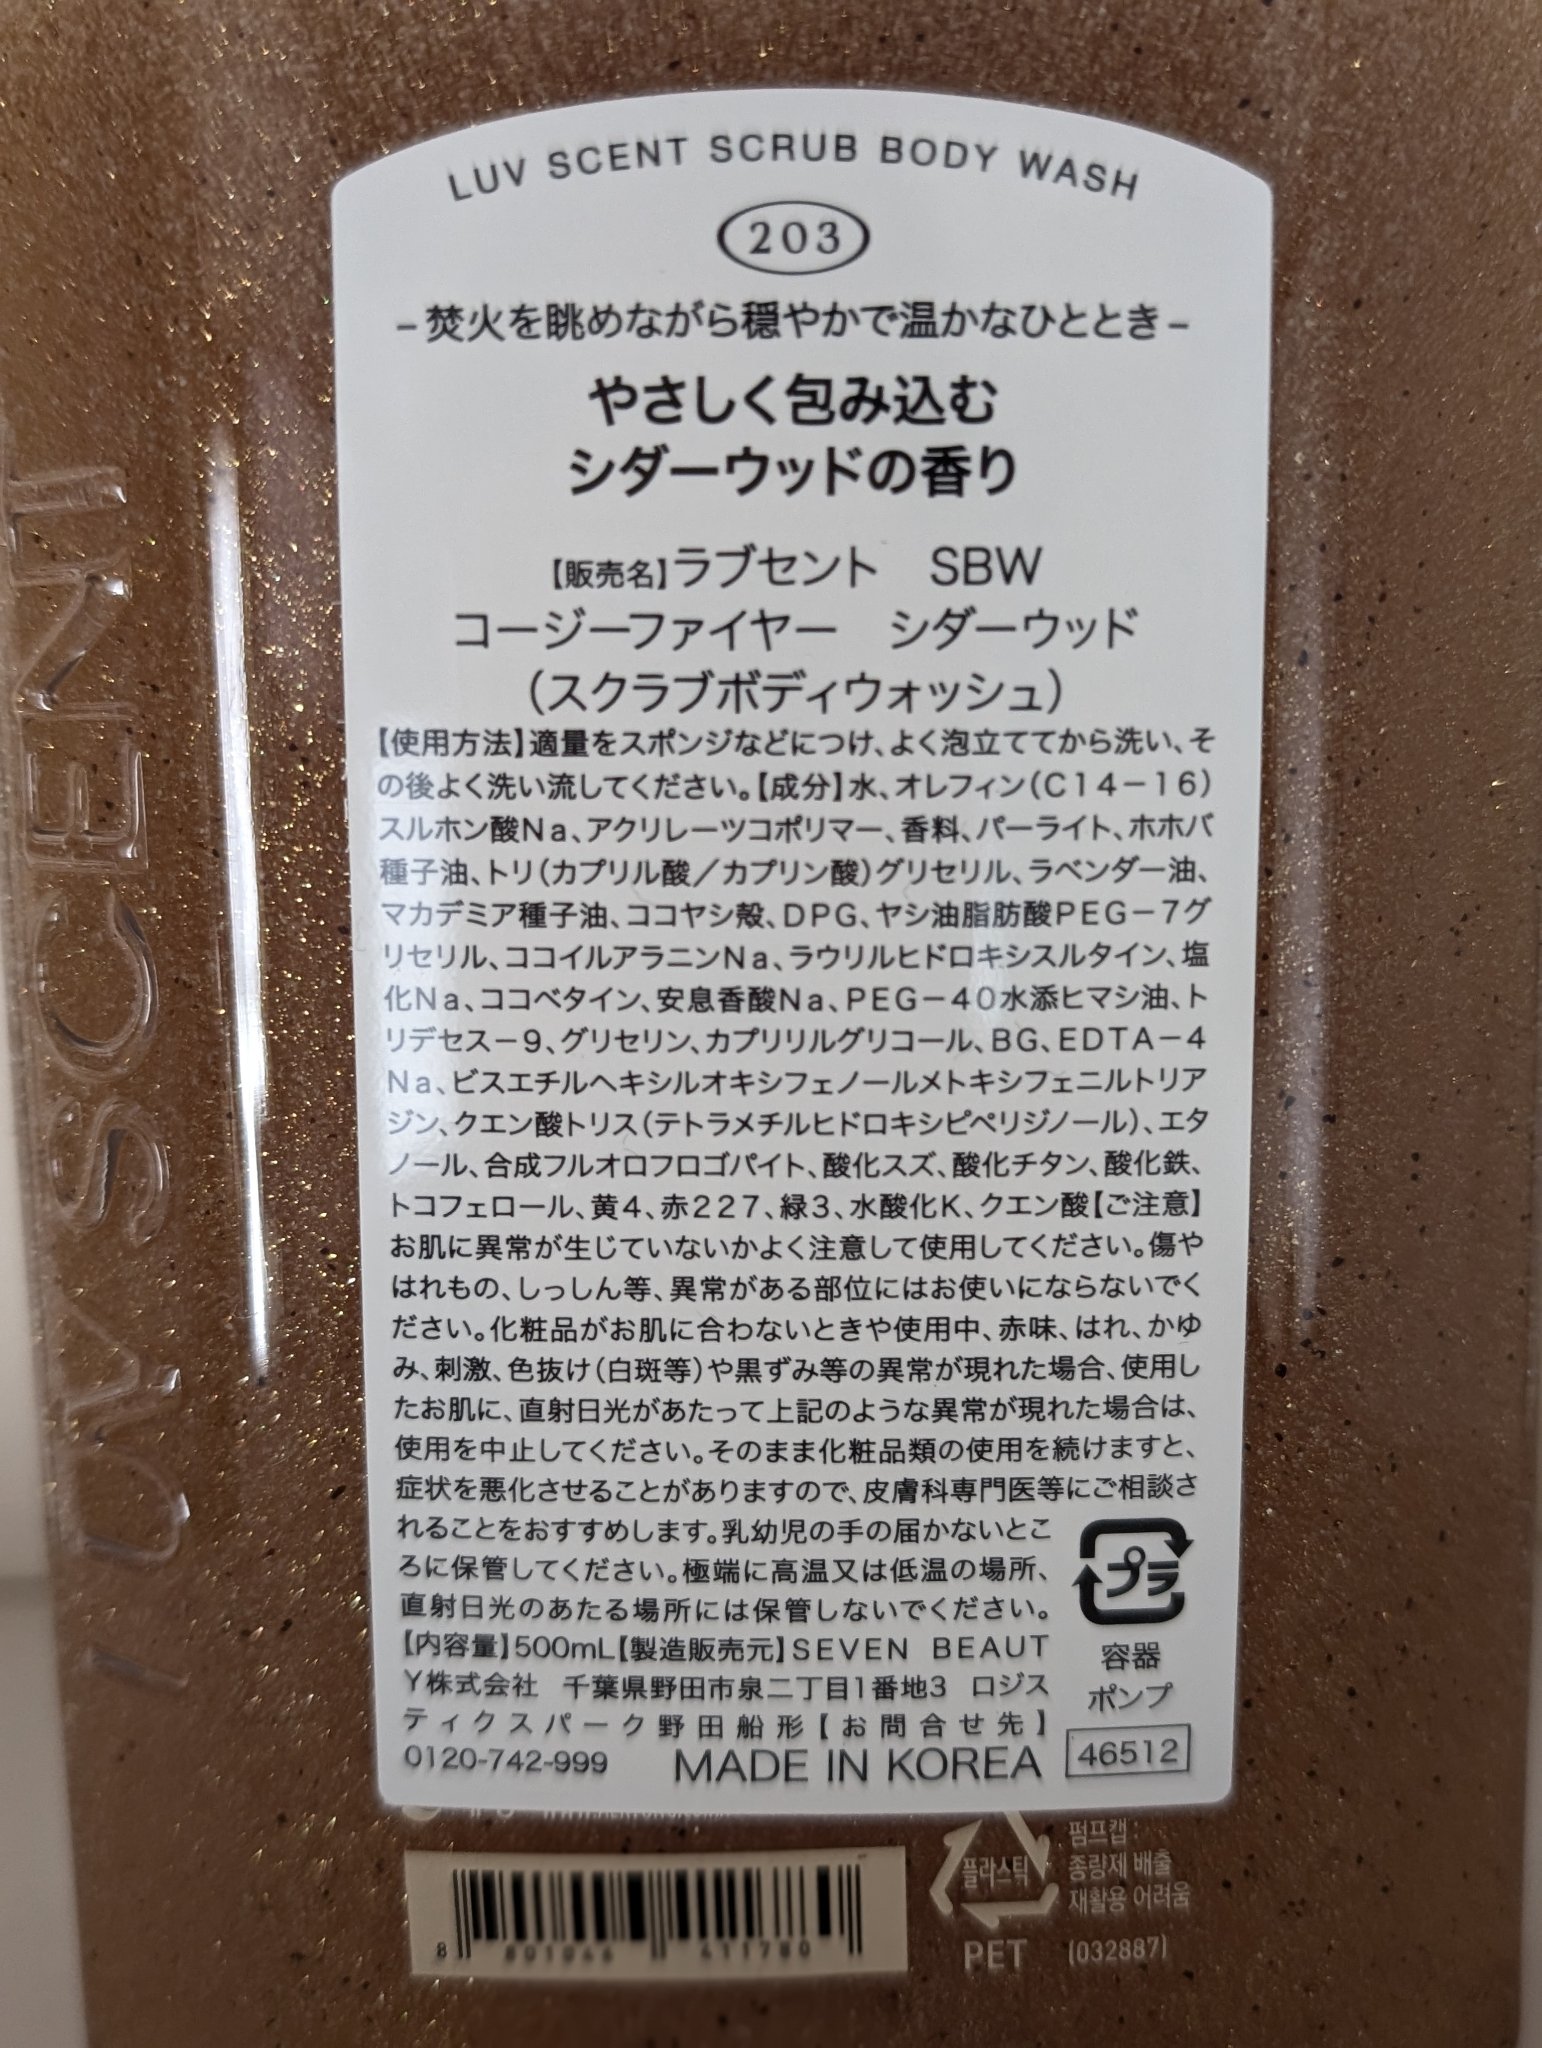 LUV SCENT SCRUB BODY WASH
203
-焚火を眺めながら穏やかで温かなひととき-
やさしく包み込む
シダーウッドの香り
【販売名】ラブセント　SBW
コージーファイヤー　シダーウッド
（スクラブボディウォッシュ）
【使用方法】適量をスポンジなどにつけ、よく泡立ててから洗い、そ
の後よく洗い流してください。【成分】水、オレフィン（C14－16）
スルホン酸Na、アクリレーツコポリマー、香料、パーライト、ホホバ
種子油、トリ（カプリル酸／カプリン酸）グリセリル、ラベンダー油、
マカデミア種子油、ココヤシ殻、DPG、ヤシ油脂肪酸PEG－7グ
リセリル、ココイルアラニンNa、ラウリルヒドロキシスルタイン、塩
化Na、ココベタイン、安息香酸Na、PEG－40水添ヒマシ油、ト
リデセス－9、グリセリン、カプリリルグリコール、BG、EDTA－4
Na、ビスエチルヘキシルオキシフェノールメトキシフェニルトリア
ジン、クエン酸トリス（テトラメチルヒドロキシピペリジノール）、エタ
ノール、合成フルオロフロゴパイト、酸化スズ、酸化チタン、酸化鉄、
トコフェロール、黄4、赤227、緑3、水酸化K、クエン酸【ご注意】
お肌に異常が生じていないかよく注意して使用してください。傷や
はれもの、しっしん等、異常がある部位にはお使いにならないでく
ださい。化粧品がお肌に合わないときや使用中、赤味、はれ、かゆ
み、刺激、色抜け（白斑等）や黒ずみ等の異常が現れた場合、使用し
たお肌に、直射日光があたって上記のような異常が現れた場合は、
使用を中止してください。そのまま化粧品類の使用を続けますと、
症状を悪化させることがありますので、皮膚科専門医等にご相談さ
れることをおすすめします。乳幼児の手の届かないとこ
ろに保管してください。極端に高温又は低温の場所、
直射日光のあたる場所には保管しないでください。
【内容量】500mL【製造販売元】SEVEN BEAUT
Y株式会社 千葉県野田市泉二丁目1番地3 ロジス
ティクスパーク野田船形【お問合せ先】
0120-742-999 MADE IN KOREA
プラ
容器
ポンプ
46512
LUVSCENT
8 801046 411780
플라스틱
PET
펌프캡 :
종량제 배출
재활용 어려움
(032887)